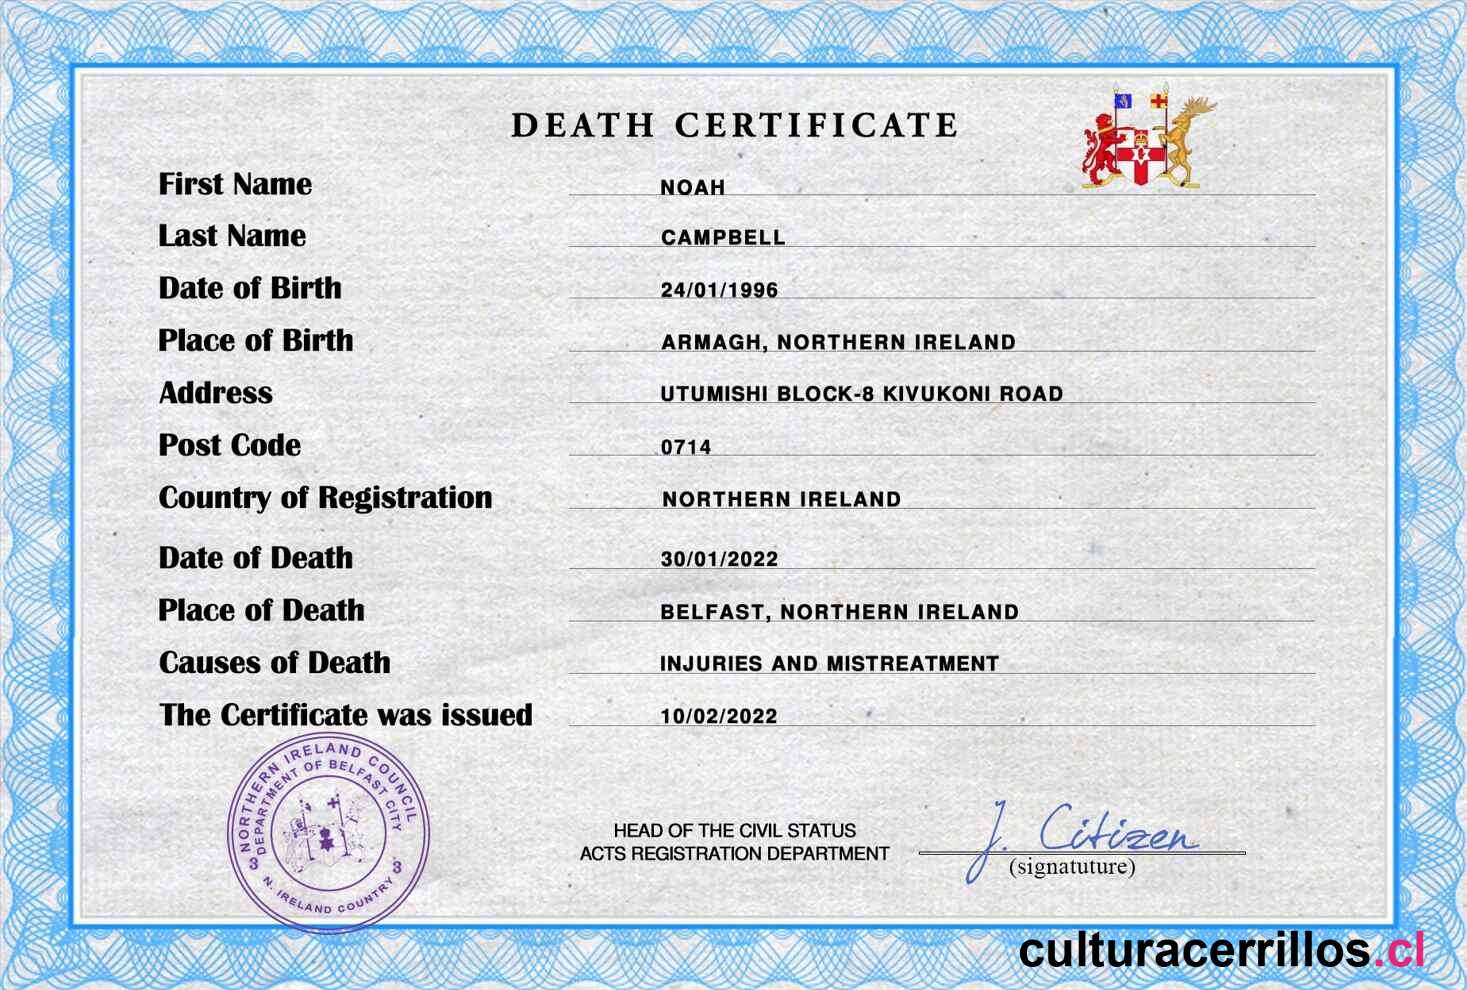 DEATH CERTIFICATE
First Name NOAH
Last Name CAMPBELL
Date of Birth 24/01/1996
Place of Birth ARMAGH, NORTHERN IRELAND
Address UTUMISHI BLOCK-8 KIVUKONI ROAD
Post Code 0714
Country of Registration NORTHERN IRELAND
Date of Death 30/01/2022
Place of Death BELFAST, NORTHERN IRELAND
Causes of Death INJURIES AND MISTREATMENT
The Certificate was issued 10/02/2022
NORTHERN IRELAND COUNCIL
DEPARTMENT OF BELFAST CITY
3 3
N. IRELAND COUNTRY
HEAD OF THE CIVIL STATUS
ACTS REGISTRATION DEPARTMENT
J. Citizen
(signatuture)
culturacerrillos.cl